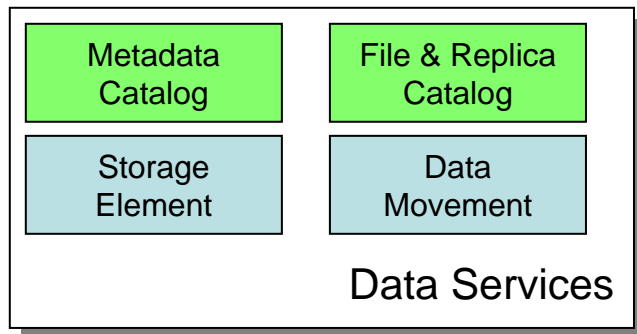 Metadata
Catalog
File & Replica
Catalog
Storage
Element
Data
Movement
Data Services